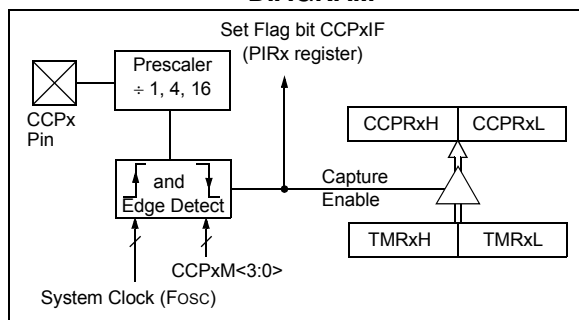 Set Flag bit CCPxIF
(PIRx register)
Prescaler
÷ 1, 4, 16
CCPx
Pin
CCPRxH
CCPRxL
and
Edge Detect
Capture
Enable
TMRxH
TMRxL
CCPxM<3:0>
System Clock (FOSC)